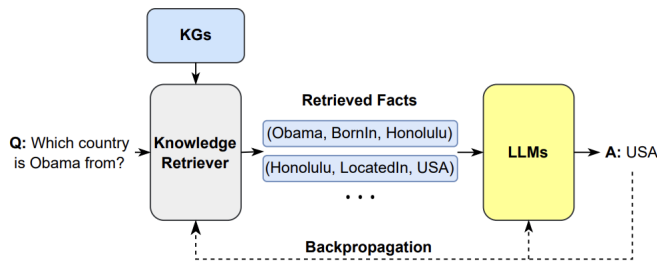 KGs
Q: Which country
is Obama from?
Knowledge
Retriever
Retrieved Facts
(Obama, BornIn, Honolulu)
(Honolulu, LocatedIn, USA)
...
LLMs
A: USA
Backpropagation